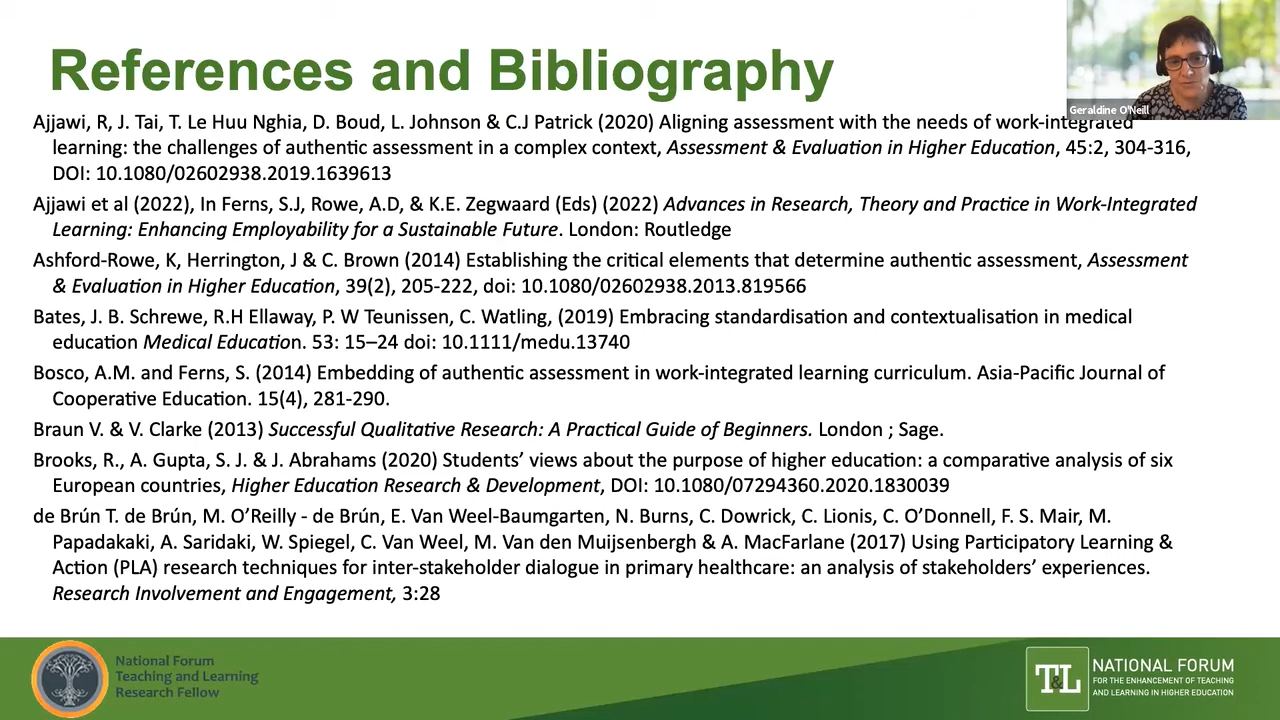 References and Bibliography
Geraldine O'Neill
Ajjawi, R, J. Tai, T. Le Huu Nghia, D. Boud, L. Johnson & C.J Patrick (2020) Aligning assessment with the needs of work-integrated
learning: the challenges of authentic assessment in a complex context, Assessment & Evaluation in Higher Education, 45:2, 304-316,
DOI: 10.1080/02602938.2019.1639613
Ajjawi et al (2022), In Ferns, S.J, Rowe, A.D, & K.E. Zegwaard (Eds) (2022) Advances in Research, Theory and Practice in Work-Integrated
Learning: Enhancing Employability for a Sustainable Future. London: Routledge
Ashford-Rowe, K, Herrington, J & C. Brown (2014) Establishing the critical elements that determine authentic assessment, Assessment
& Evaluation in Higher Education, 39(2), 205-222, doi: 10.1080/02602938.2013.819566
Bates, J. B. Schrewe, R.H Ellaway, P. W Teunissen, C. Watling, (2019) Embracing standardisation and contextualisation in medical
education Medical Education. 53: 15–24 doi: 10.1111/medu.13740
Bosco, A.M. and Ferns, S. (2014) Embedding of authentic assessment in work-integrated learning curriculum. Asia-Pacific Journal of
Cooperative Education. 15(4), 281-290.
Braun V. & V. Clarke (2013) Successful Qualitative Research: A Practical Guide of Beginners. London ; Sage.
Brooks, R., A. Gupta, S. J. & J. Abrahams (2020) Students’ views about the purpose of higher education: a comparative analysis of six
European countries, Higher Education Research & Development, DOI: 10.1080/07294360.2020.1830039
de Brún T. de Brún, M. O’Reilly - de Brún, E. Van Weel-Baumgarten, N. Burns, C. Dowrick, C. Lionis, C. O’Donnell, F. S. Mair, M.
Papadakaki, A. Saridaki, W. Spiegel, C. Van Weel, M. Van den Muijsenbergh & A. MacFarlane (2017) Using Participatory Learning &
Action (PLA) research techniques for inter-stakeholder dialogue in primary healthcare: an analysis of stakeholders’ experiences.
Research Involvement and Engagement, 3:28
National Forum
Teaching and Learning
Research Fellow
T&L
NATIONAL FORUM
FOR THE ENHANCEMENT OF TEACHING
AND LEARNING IN HIGHER EDUCATION